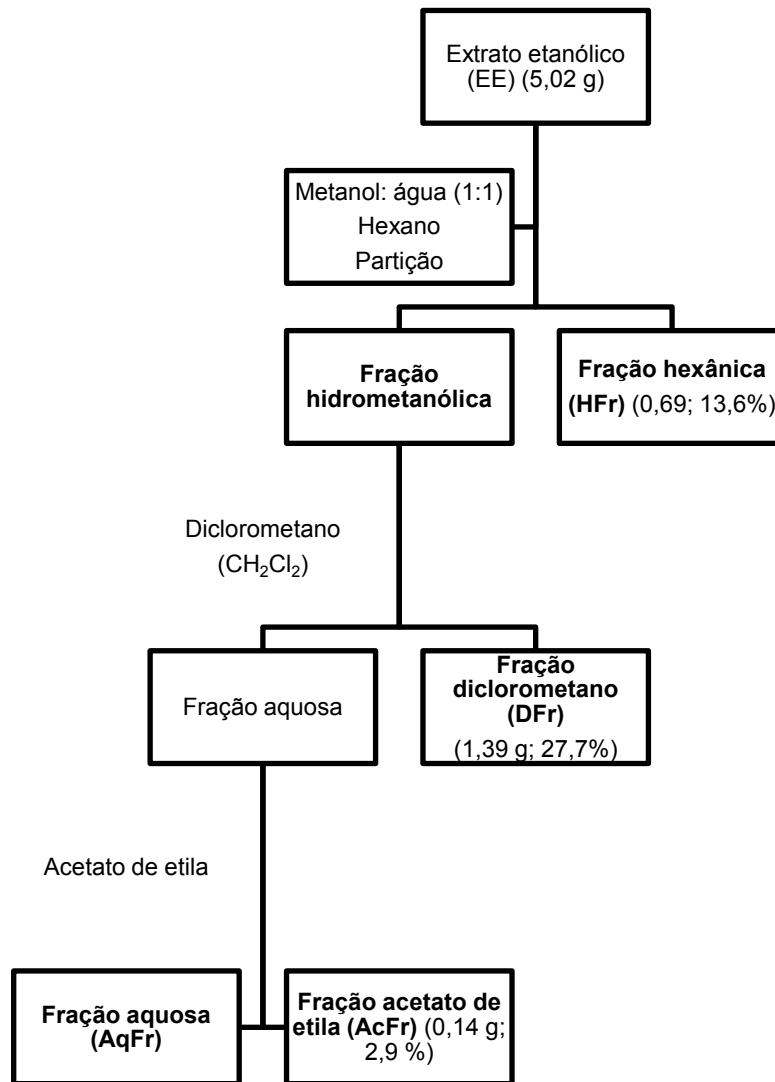 Extrato etanólico
(EE) (5,02 g)
Metanol: água (1:1)
Hexano
Partição
Fração
hidrometanólica
Fração hexânica
(HFr) (0,69; 13,6%)
Diclorometano
(CH₂Cl₂)
Fração aquosa
Fração
diclorometano
(DFr)
(1,39 g; 27,7%)
Acetato de etila
Fração aquosa
(AqFr)
Fração acetato de
etila (AcFr) (0,14 g;
2,9 %)